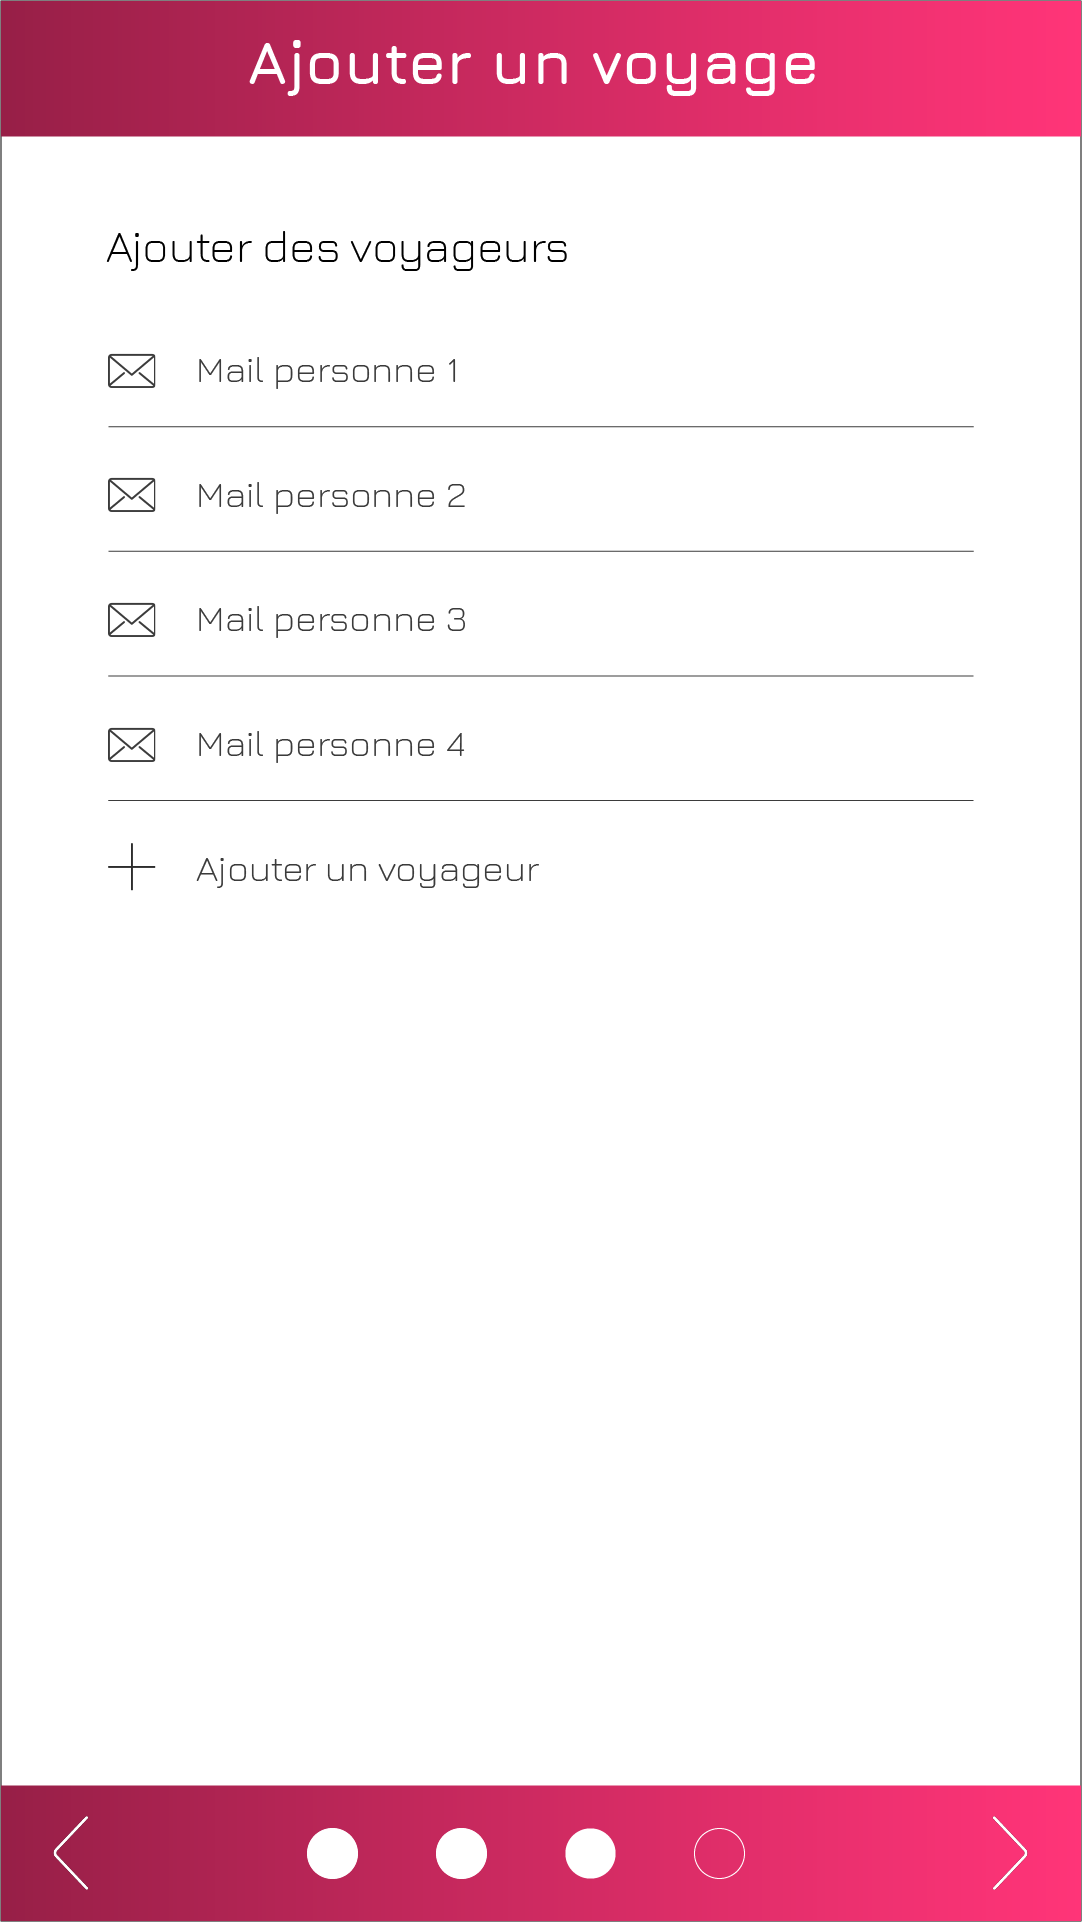 Ajouter un voyage
Ajouter des voyageurs
Mail personne 1
Mail personne 2
Mail personne 3
Mail personne 4
Ajouter un voyageur